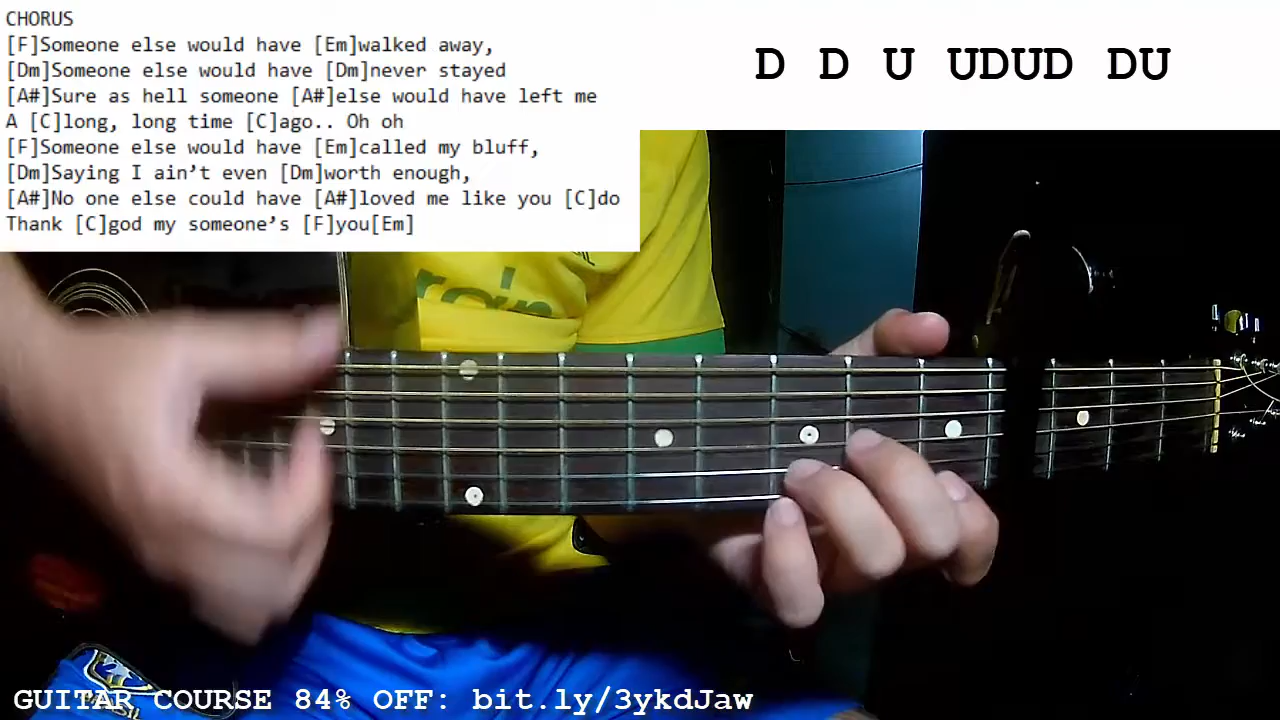 CHORUS
[F]Someone else would have [Em]walked away,
[Dm]Someone else would have [Dm]never stayed
[A#]Sure as hell someone [A#]else would have left me
A [C]long, long time [C]ago.. Oh oh
[F]Someone else would have [Em]called my bluff,
[Dm]Saying I ain’t even [Dm]worth enough,
[A#]No one else could have [A#]loved me like you [C]do
Thank [C]god my someone’s [F]you[Em]
D D U UDUD DU
GUITAR COURSE 84% OFF: bit.ly/3ykdJaw